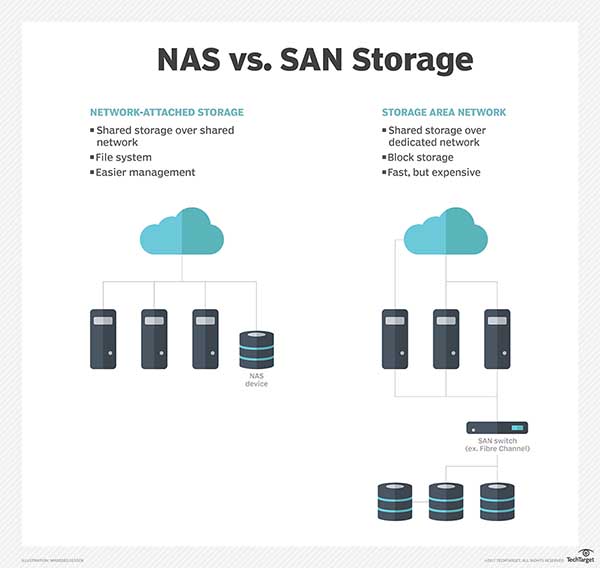 NAS vs. SAN Storage
NETWORK-ATTACHED STORAGE
▪ Shared storage over shared
network
▪ File system
▪ Easier management
STORAGE AREA NETWORK
▪ Shared storage over
dedicated network
▪ Block storage
▪ Fast, but expensive
NAS
device
SAN switch
(ex. Fibre Channel)
©2017 TECHTARGET. ALL RIGHTS RESERVED
TechTarget